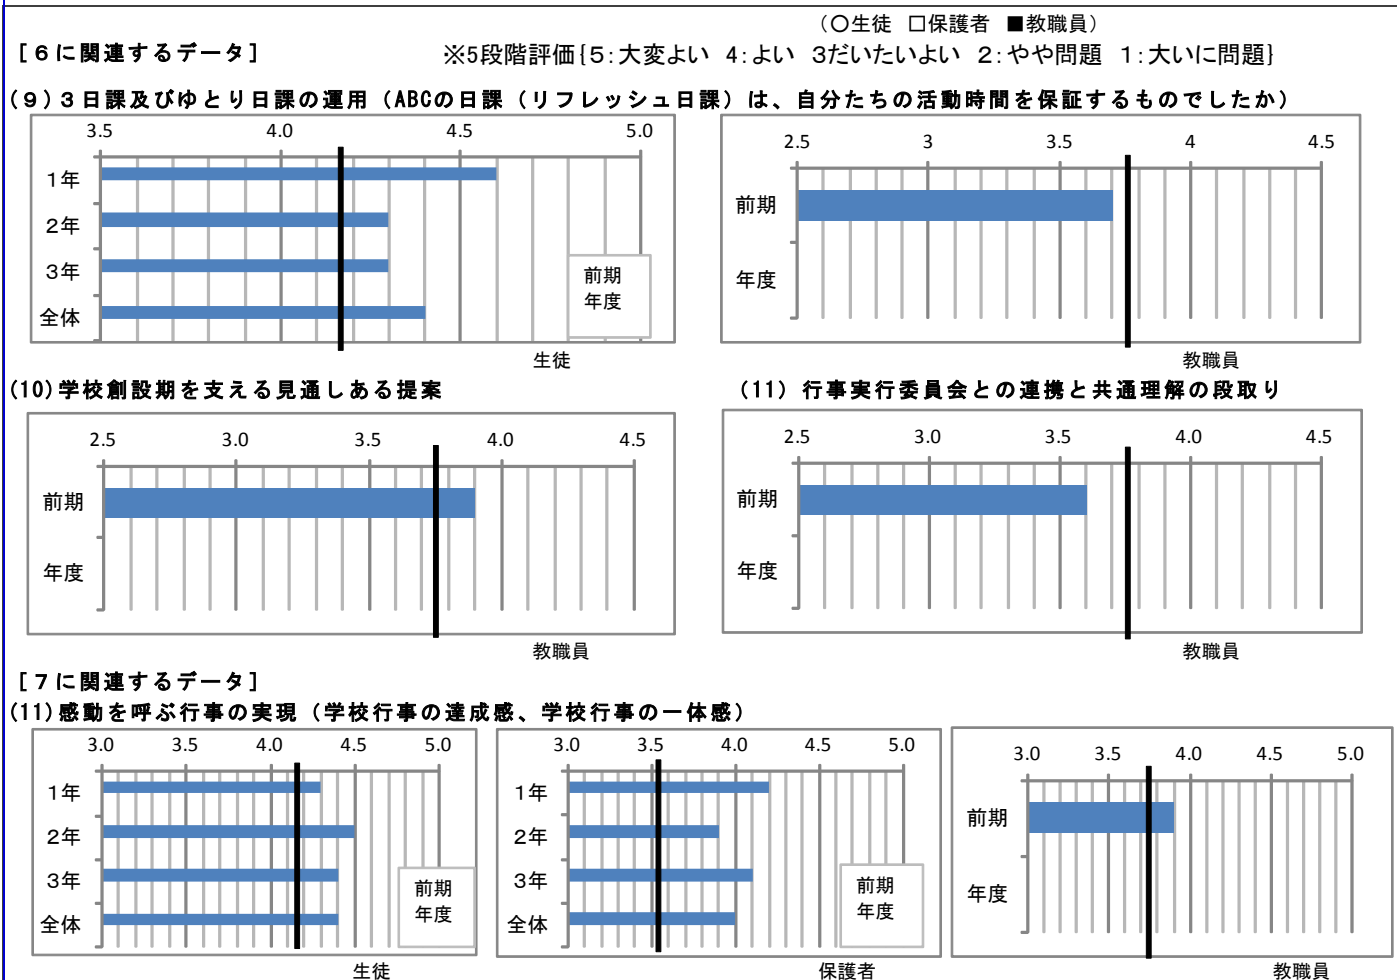 (○生徒 □保護者 ■教職員)
[6に関連するデータ] ※5段階評価{5:大変よい 4:よい 3だいたいよい 2:やや問題 1:大いに問題}
(9)3日課及びゆとり日課の運用(ABCの日課(リフレッシュ日課)は、自分たちの活動時間を保証するものでしたか)
3.5 4.0 4.5 5.0
1年
2年
3年
全体
前期
年度
生徒
2.5 3 3.5 4 4.5
前期
年度
教職員
(10)学校創設期を支える見通しある提案
2.5 3.0 3.5 4.0 4.5
前期
年度
教職員
(11) 行事実行委員会との連携と共通理解の段取り
2.5 3.0 3.5 4.0 4.5
前期
年度
教職員
[7に関連するデータ]
(11)感動を呼ぶ行事の実現(学校行事の達成感、学校行事の一体感)
3.0 3.5 4.0 4.5 5.0
1年
2年
3年
全体
前期
年度
生徒
3.0 3.5 4.0 4.5 5.0
1年
2年
3年
全体
前期
年度
保護者
3.0 3.5 4.0 4.5 5.0
前期
年度
教職員